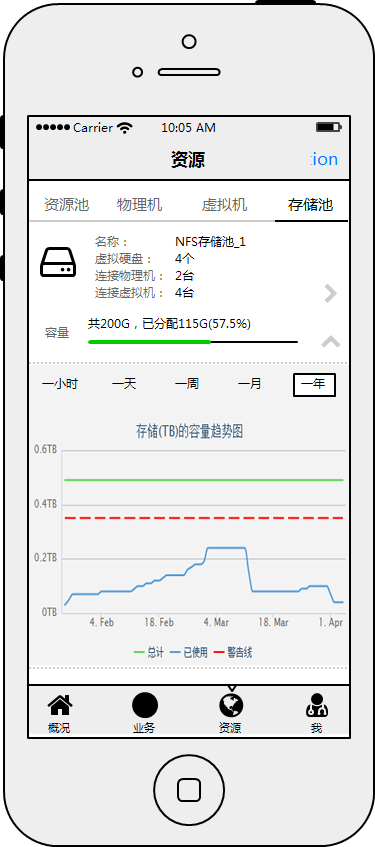 Carrier 10:05 AM
资源 tion
资源池 物理机 虚拟机 存储池
名称： NFS存储池_1
虚拟硬盘： 4个
连接物理机： 2台
连接虚拟机： 4台
容量 共200G，已分配115G(57.5%)
一小时 一天 一周 一月 一年
存储(TB)的容量趋势图
0.6TB
0.4TB
0.2TB
0TB
4. Feb 18. Feb 4. Mar 18. Mar 1. Apr
总计 已使用 警告线
概况 业务 资源 我